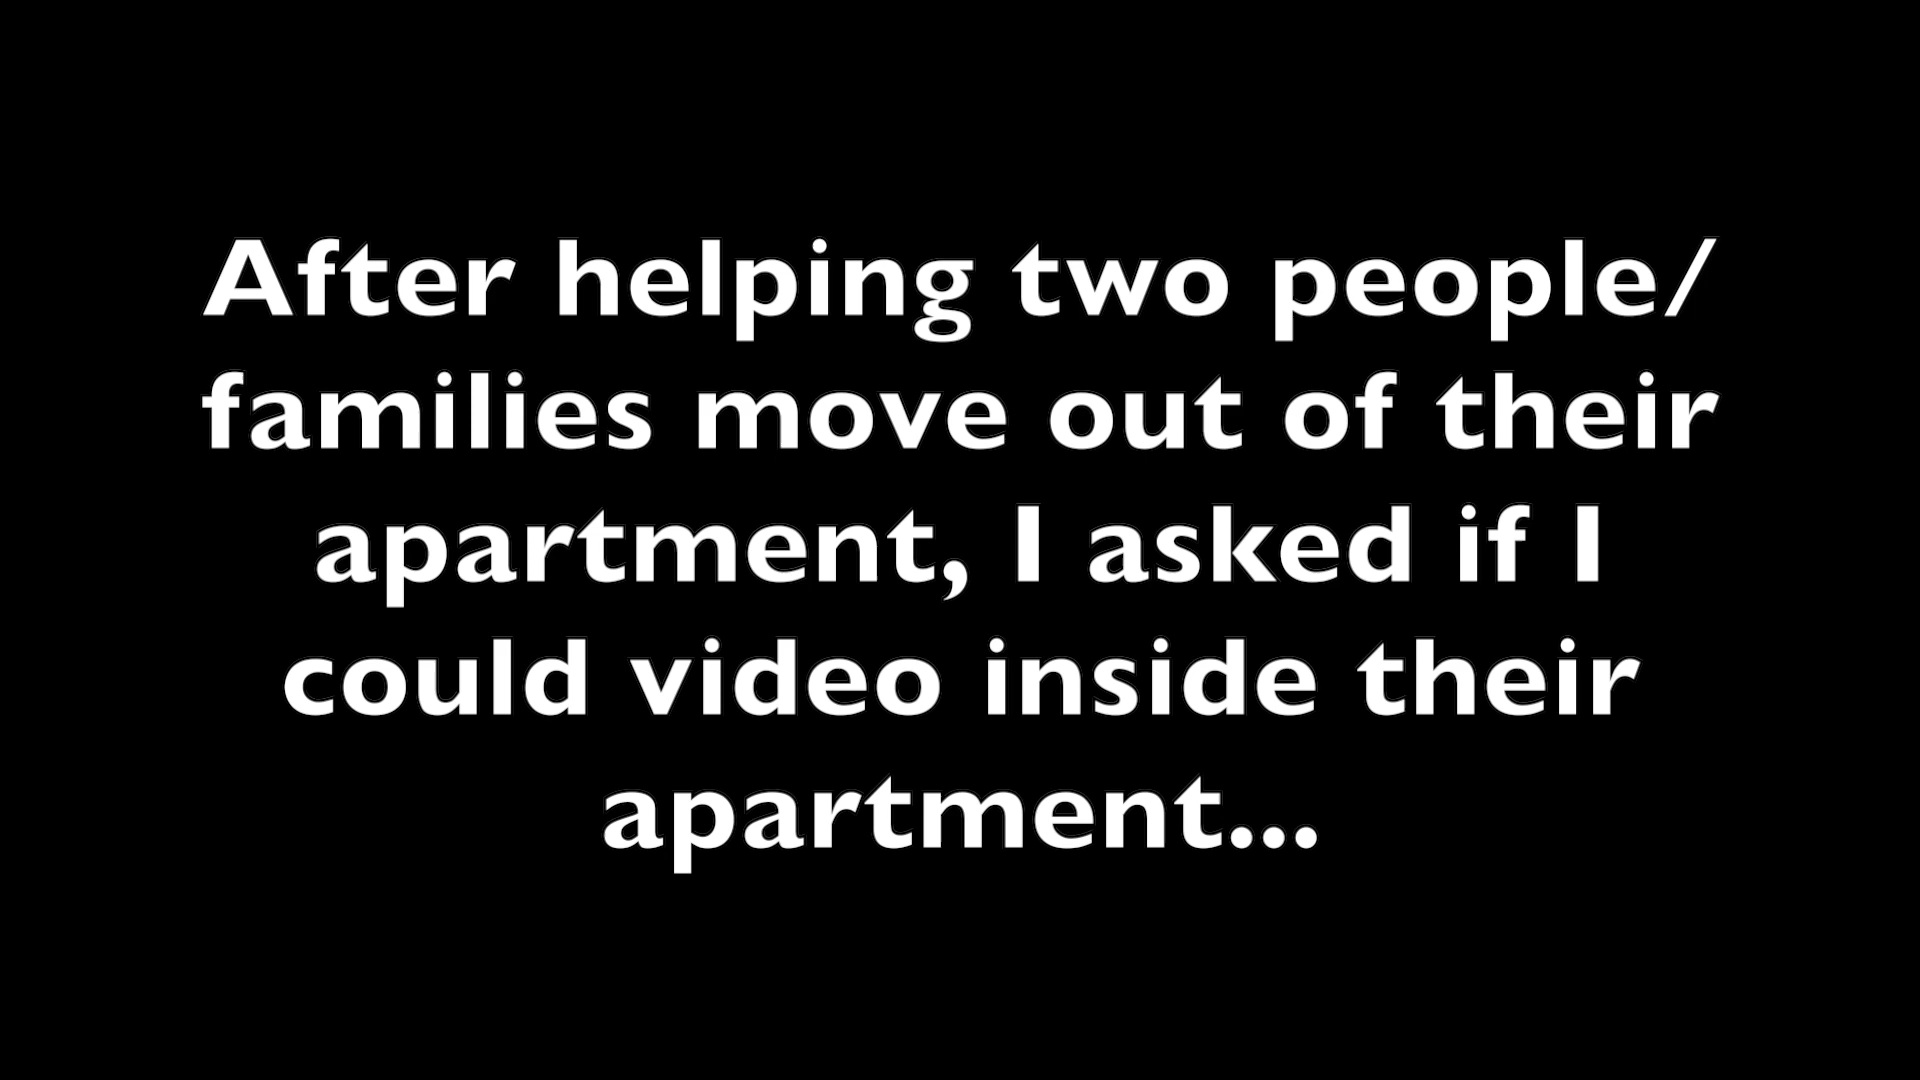 After helping two people/
families move out of their
apartment, I asked if I
could video inside their
apartment...